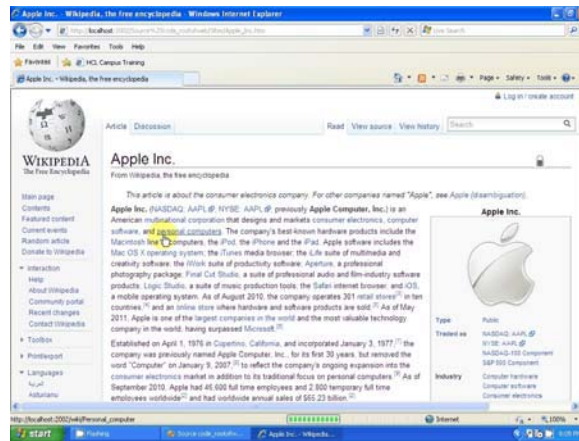 Apple Inc. - Wikipedia, the free encyclopedia - Windows Internet Explorer
File Edit View Favorites Tools Help
Favorites HCL Campus Training
Apple Inc. - Wikipedia, the free encyclopedia
Page Safety Tools
Log in / create account
Article Discussion Read View source View history Search
WIKIPEDIA
The Free Encyclopedia
Main page
Contents
Featured content
Current events
Random article
Donate to Wikipedia
Interaction
Help
About Wikipedia
Community portal
Recent changes
Contact Wikipedia
Toolbox
Print/export
Languages
العربية
Asturianu
Apple Inc.
From Wikipedia, the free encyclopedia
This article is about the consumer electronics company. For other companies named "Apple", see Apple (disambiguation).
Apple Inc. (NASDAQ: AAPL NYSE: AAPL previously Apple Computer, Inc.) is an
American multinational corporation that designs and markets consumer electronics, computer
software, and personal computers. The company's best-known hardware products include the
Macintosh line computers, the iPod, the iPhone and the iPad. Apple software includes the
Mac OS X operating system; the iTunes media browser; the iLife suite of multimedia and
creativity software; the iWork suite of productivity software; Aperture, a professional
photography package; Final Cut Studio, a suite of professional audio and film-industry software
products; Logic Studio, a suite of music production tools; the Safari internet browser; and iOS,
a mobile operating system. As of August 2010, the company operates 301 retail stores in ten
countries, and an online store where hardware and software products are sold. As of May
2011, Apple is one of the largest companies in the world and the most valuable technology
company in the world, having surpassed Microsoft.
Established on April 1, 1976 in Cupertino, California, and incorporated January 3, 1977, the
company was previously named Apple Computer, Inc., for its first 30 years, but removed the
word "Computer" on January 9, 2007, to reflect the company's ongoing expansion into the
consumer electronics market in addition to its traditional focus on personal computers. As of
September 2010, Apple had 46,600 full time employees and 2,800 temporary full time
employees worldwide and had worldwide annual sales of $65.23 billion.
Apple Inc.
Type Public
Traded as NASDAQ: AAPL
NYSE: AAPL
NASDAQ-100 Component
S&P 500 Component
Industry Computer hardware
Computer software
Consumer electronics
http://localhost:2002/wiki/Personal_computer Internet 100%
start Apple Inc. - Wikipedia...